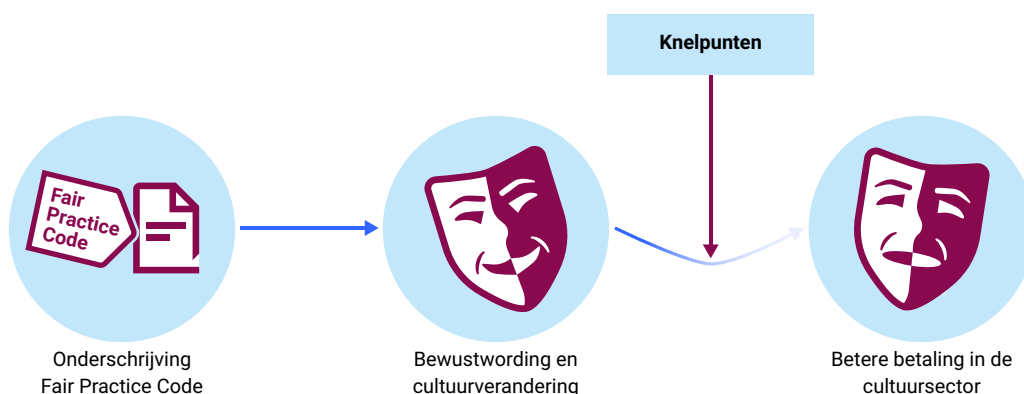 Knelpunten
Fair
Practice
Code
Onderschrijving
Fair Practice Code
Bewustwording en
cultuurverandering
Betere betaling in de
cultuursector